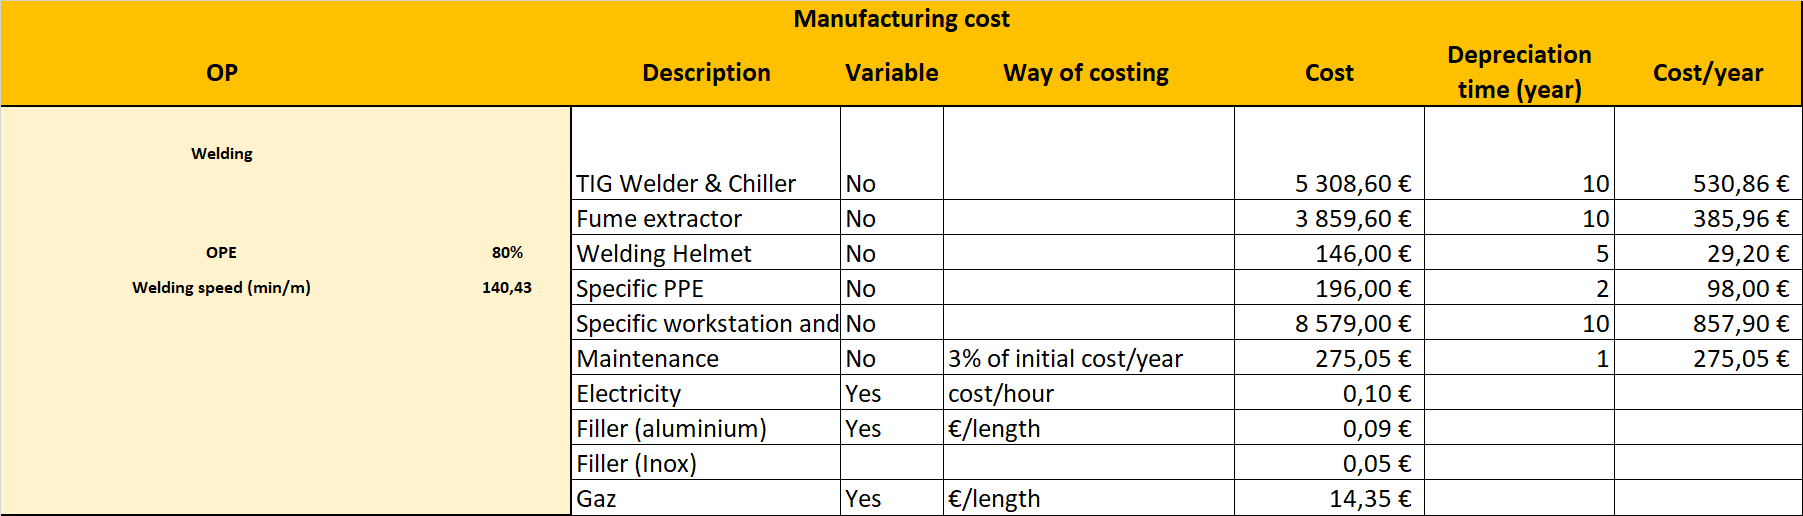 Manufacturing cost
OP Description Variable Way of costing Cost Depreciation time (year) Cost/year
Welding
TIG Welder & Chiller No 5 308,60 € 10 530,86 €
Fume extractor No 3 859,60 € 10 385,96 €
OPE 80% Welding Helmet No 146,00 € 5 29,20 €
Welding speed (min/m) 140,43 Specific PPE No 196,00 € 2 98,00 €
Specific workstation and No 8 579,00 € 10 857,90 €
Maintenance No 3% of initial cost/year 275,05 € 1 275,05 €
Electricity Yes cost/hour 0,10 €
Filler (aluminium) Yes €/length 0,09 €
Filler (Inox) 0,05 €
Gaz Yes €/length 14,35 €